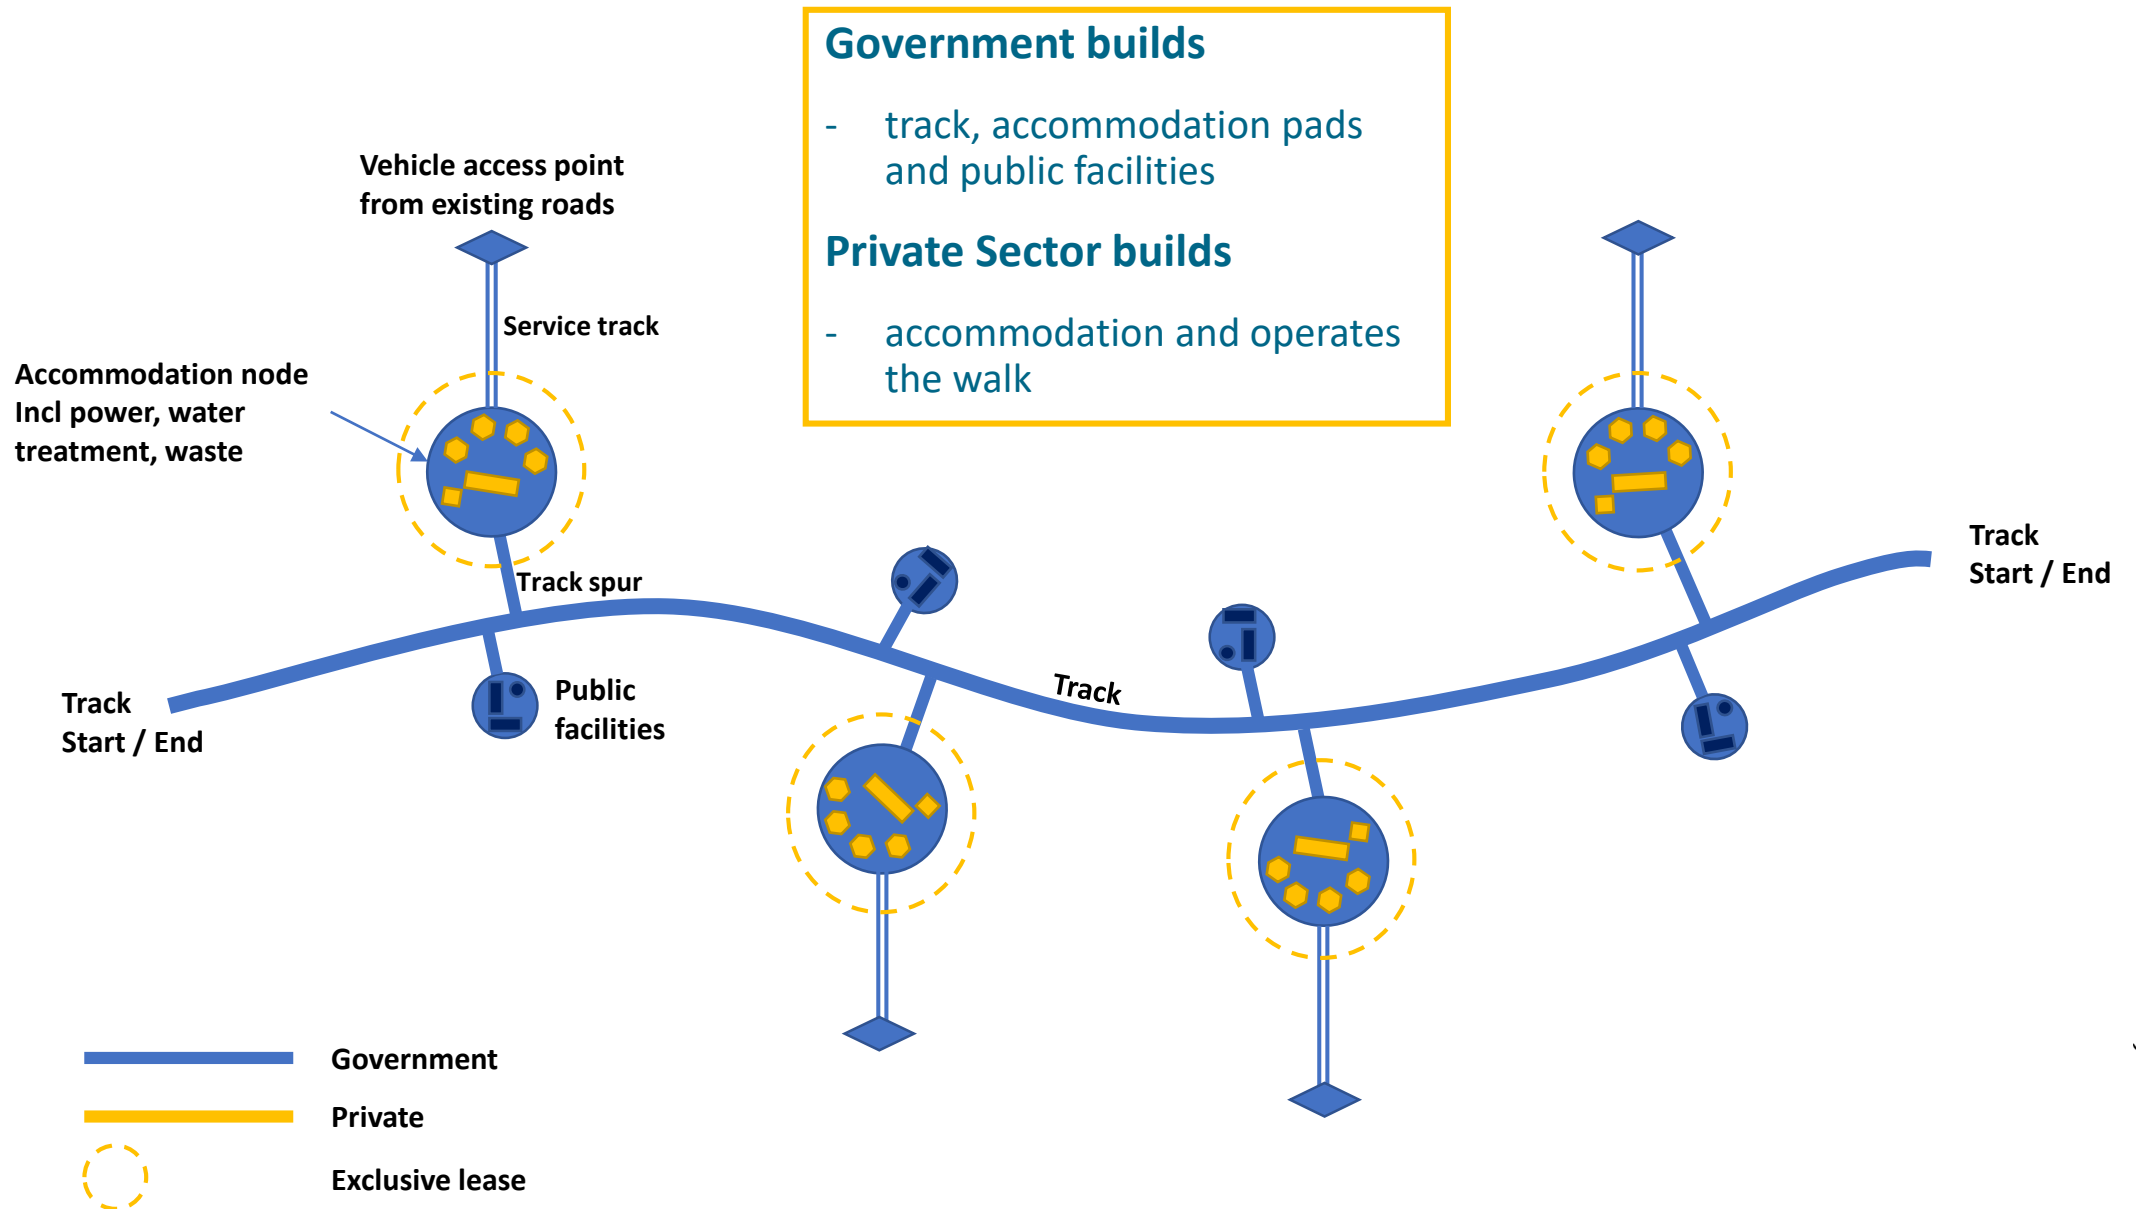 Government builds
- track, accommodation pads
and public facilities
Private Sector builds
- accommodation and operates
the walk
Vehicle access point
from existing roads
Service track
Accommodation node
Incl power, water
treatment, waste
Track spur
Track
Start / End
Public
facilities
Track
Track
Start / End
Government
Private
Exclusive lease